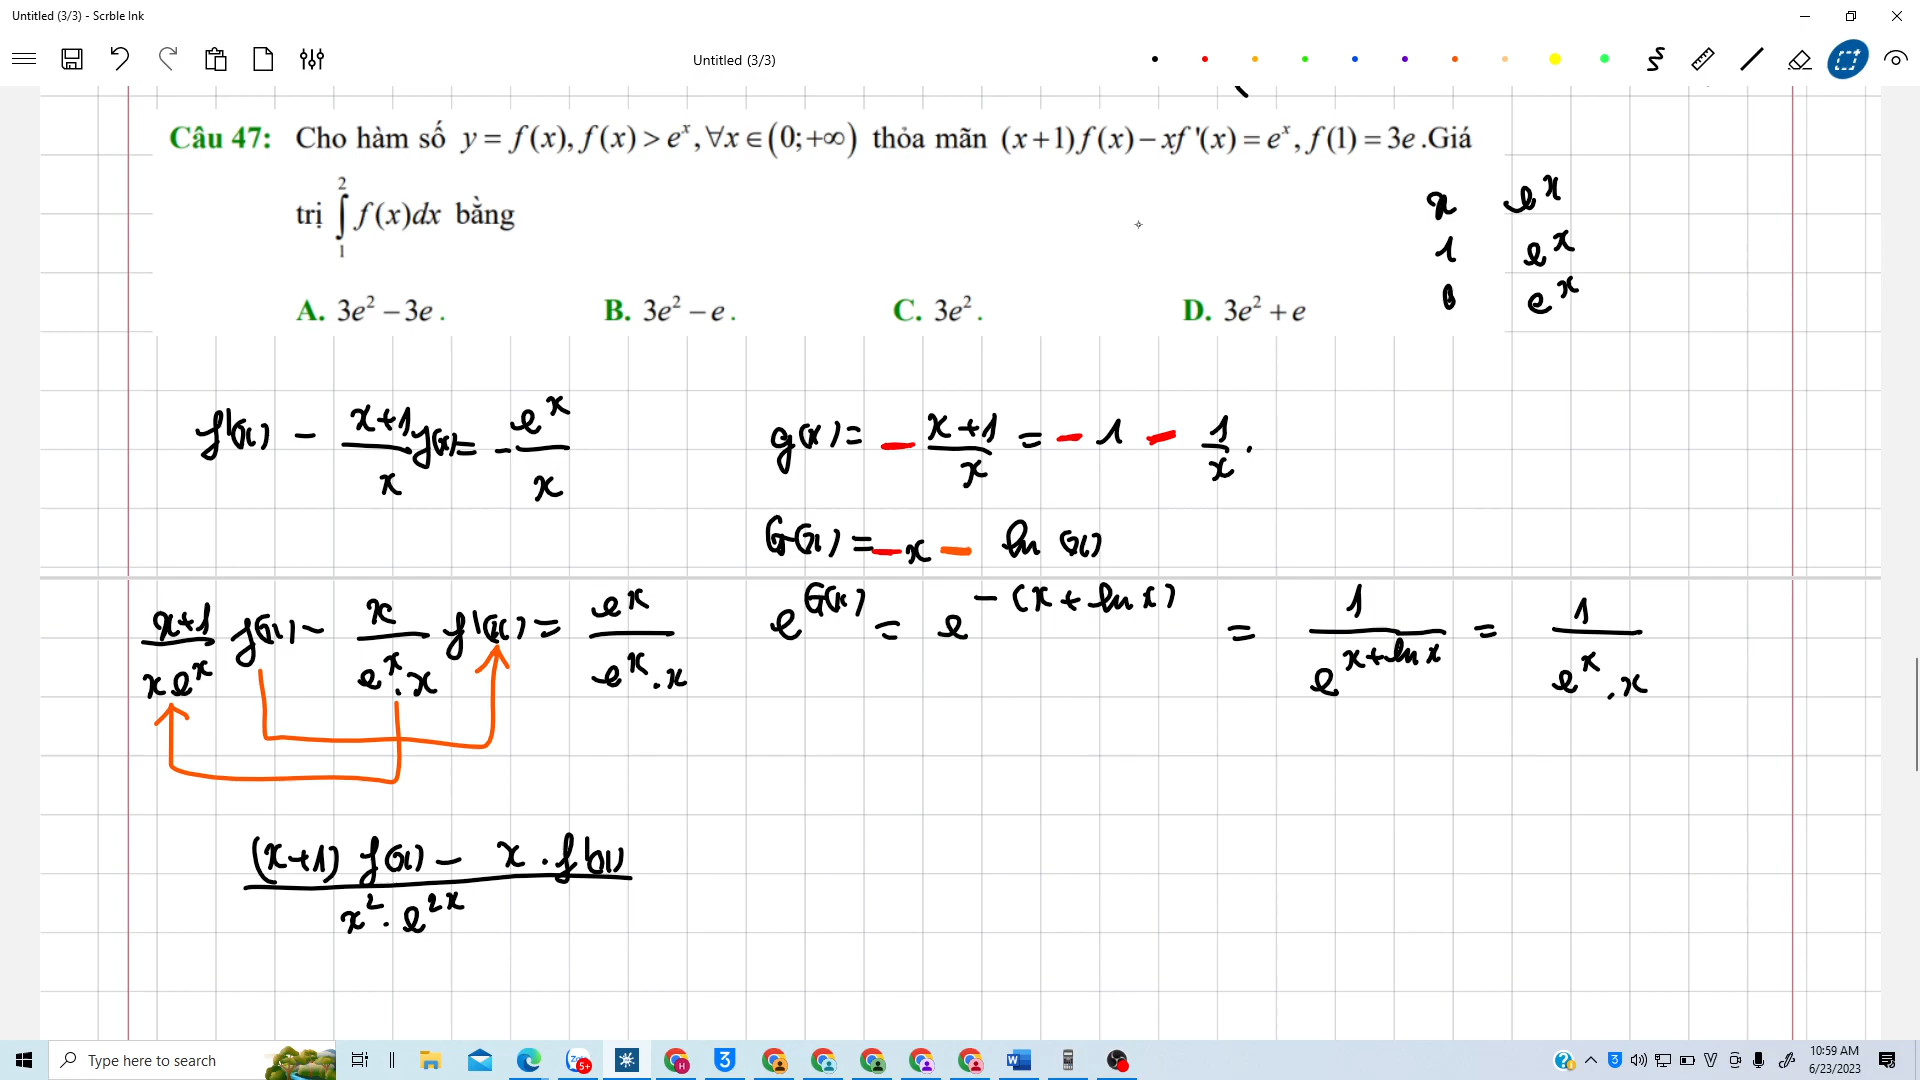 Untitled (3/3) - Scrble Ink
Untitled (3/3)
Câu 47: Cho hàm số y = f(x), f(x) > e^x, ∀x ∈ (0; +∞) thỏa mãn (x+1)f(x) − xf '(x) = e^x, f(1) = 3e .Giá
trị ∫_1^2 f(x)dx bằng
x e^x
1 e^x
0 e^x
A. 3e² − 3e . B. 3e² − e . C. 3e² . D. 3e² + e
f'(x) − (x+1)/x f(x) = − e^x/x
g(x) = − (x+1)/x = − 1 − 1/x .
G(x) = − x − ln (x)
(x+1)/(x e^x) f(x) − x/(e^x . x) f'(x) = e^x/(e^x . x)
e^G(x) = e^−(x + ln x) = 1/e^(x + ln x) = 1/(e^x . x)
((x+1) f(x) − x . f'(x))/(x² . e^2x)
Type here to search
5+
10:59 AM
6/23/2023